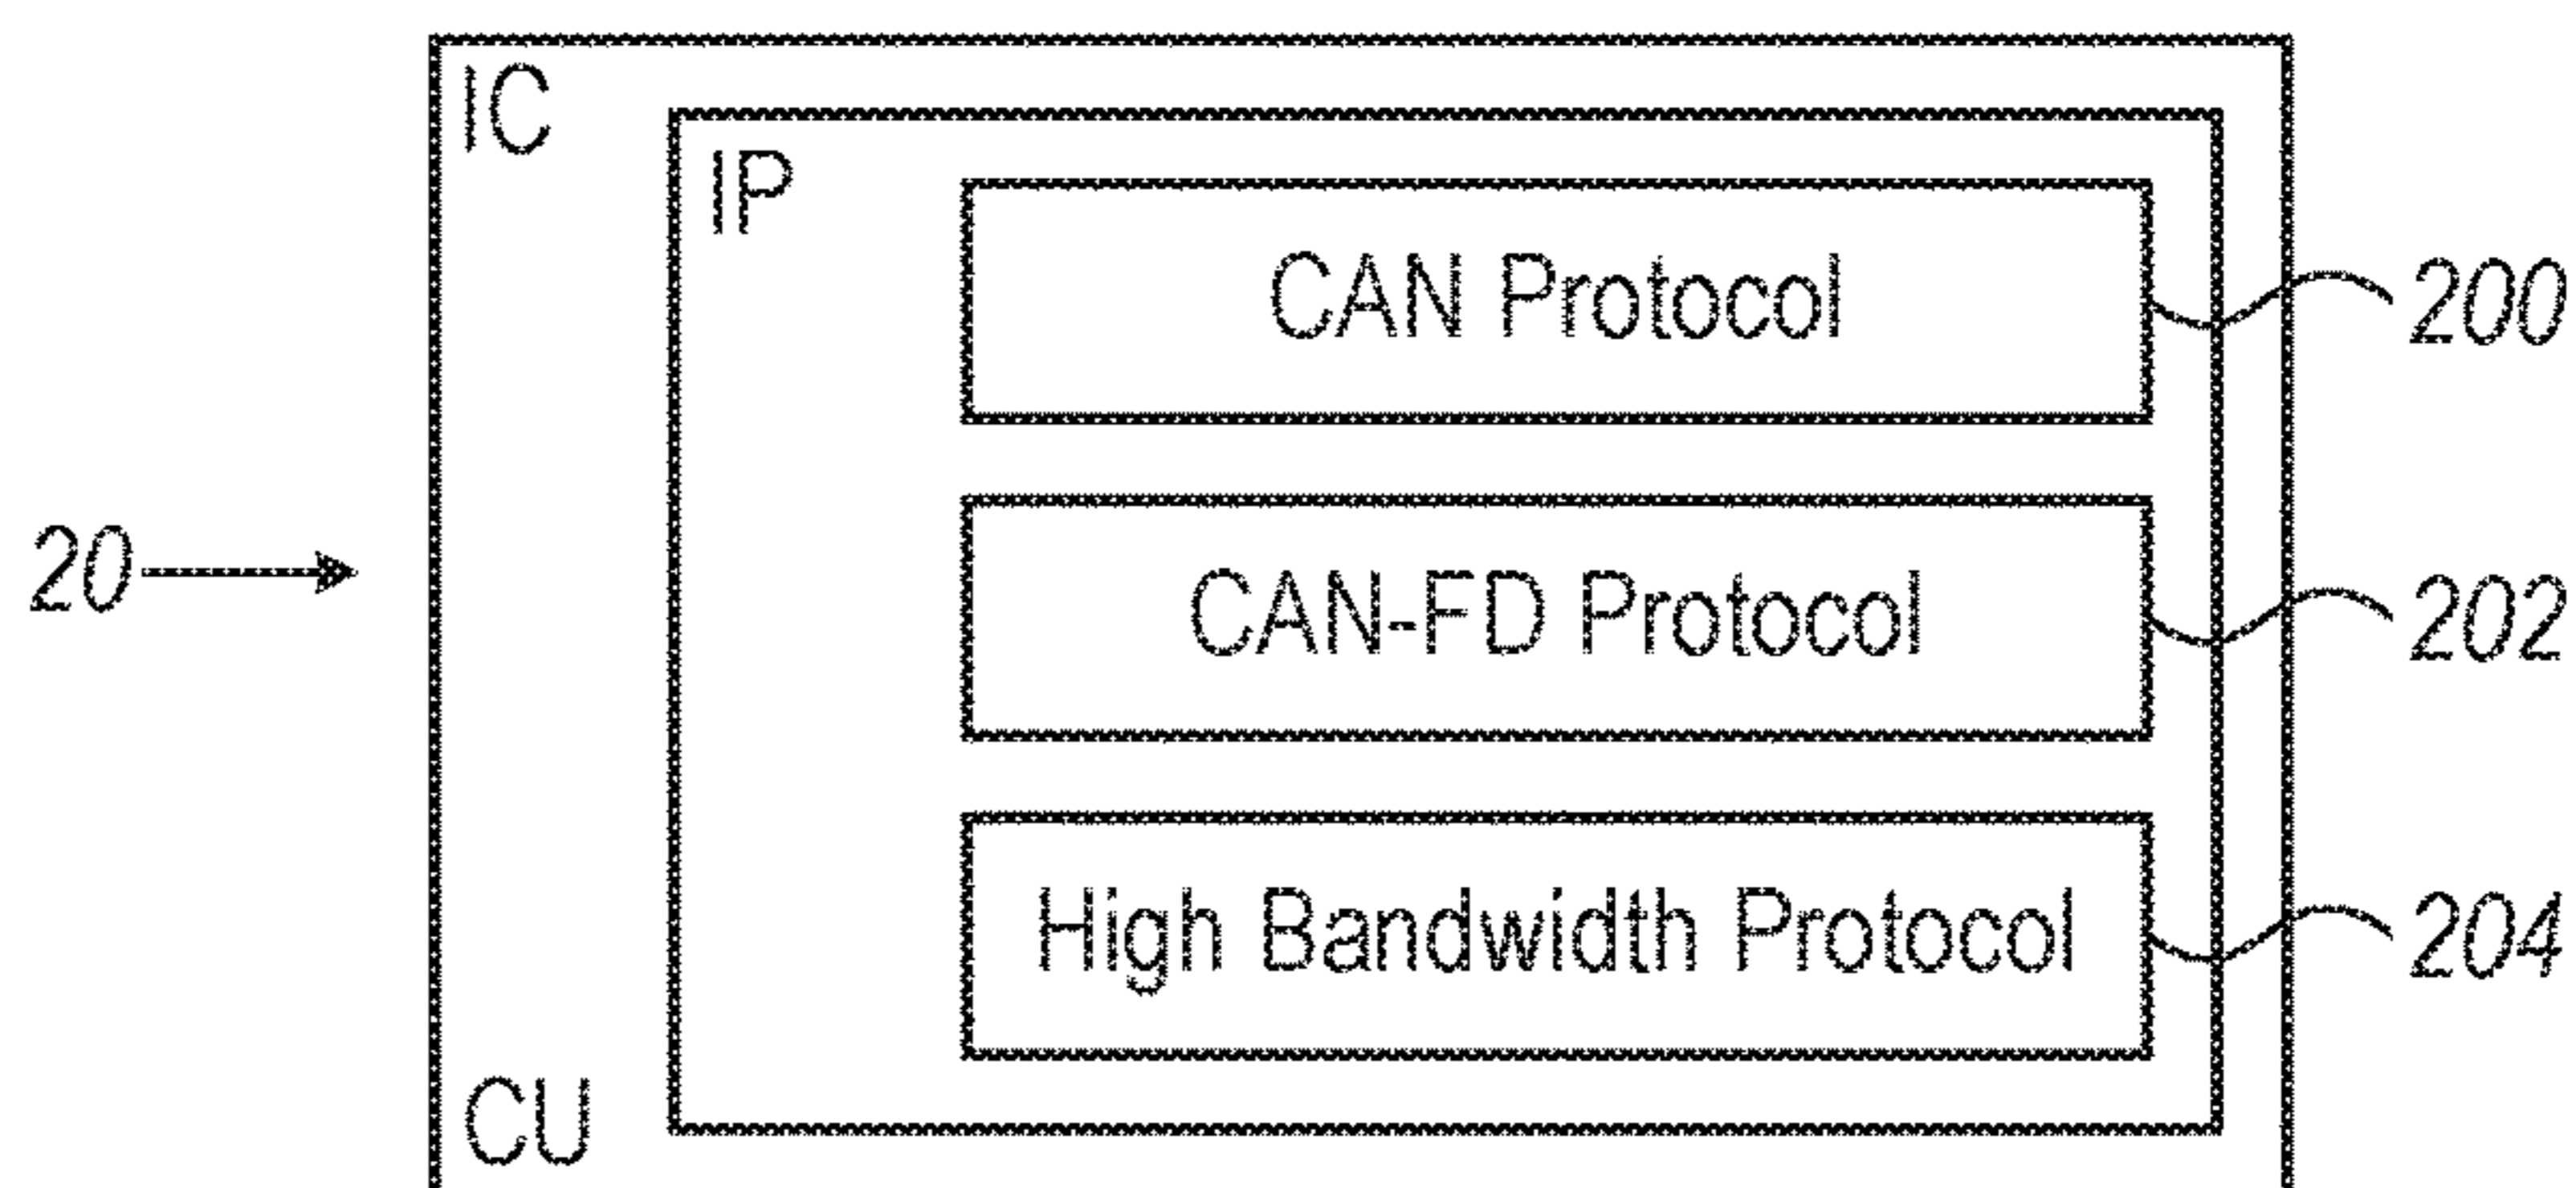 IC
IP
CAN Protocol
200
20
CAN-FD Protocol
202
High Bandwidth Protocol
204
CU